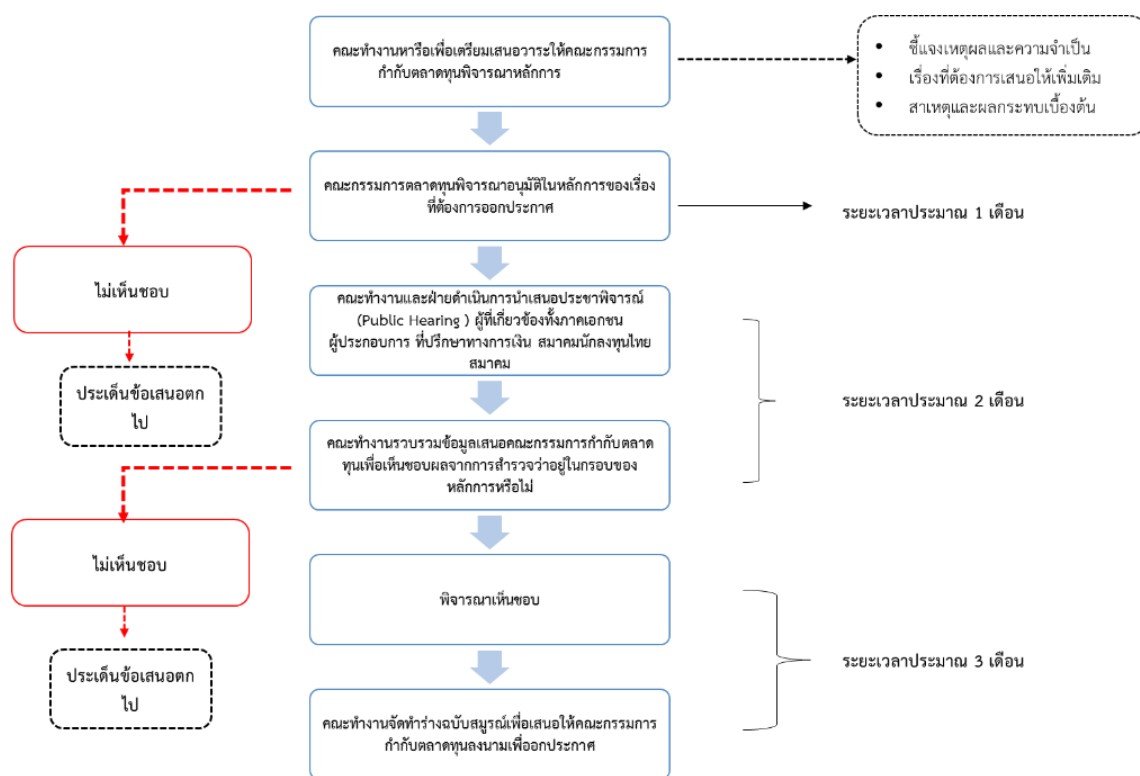 คณะทำงานหารือเพื่อเตรียมเสนอวาระให้คณะกรรมการ
กำกับตลาดทุนพิจารณาหลักการ
• ชี้แจงเหตุผลและความจำเป็น
• เรื่องที่ต้องการเสนอให้เพิ่มเติม
• สาเหตุและผลกระทบเบื้องต้น
คณะกรรมการตลาดทุนพิจารณาอนุมัติในหลักการของเรื่อง
ที่ต้องการออกประกาศ
ระยะเวลาประมาณ 1 เดือน
ไม่เห็นชอบ
ประเด็นข้อเสนอตก
ไป
คณะทำงานและฝ่ายดำเนินการนำเสนอประชาพิจารณ์
(Public Hearing ) ผู้ที่เกี่ยวข้องทั้งภาคเอกชน
ผู้ประกอบการ ที่ปรึกษาทางการเงิน สมาคมนักลงทุนไทย
สมาคม
ระยะเวลาประมาณ 2 เดือน
คณะทำงานรวบรวมข้อมูลเสนอคณะกรรมการกำกับตลาด
ทุนเพื่อเห็นชอบผลจากการสำรวจว่าอยู่ในกรอบของ
หลักการหรือไม่
ไม่เห็นชอบ
ประเด็นข้อเสนอตก
ไป
พิจารณาเห็นชอบ
ระยะเวลาประมาณ 3 เดือน
คณะทำงานจัดทำร่างฉบับสมูรณ์เพื่อเสนอให้คณะกรรมการ
กำกับตลาดทุนลงนามเพื่อออกประกาศ